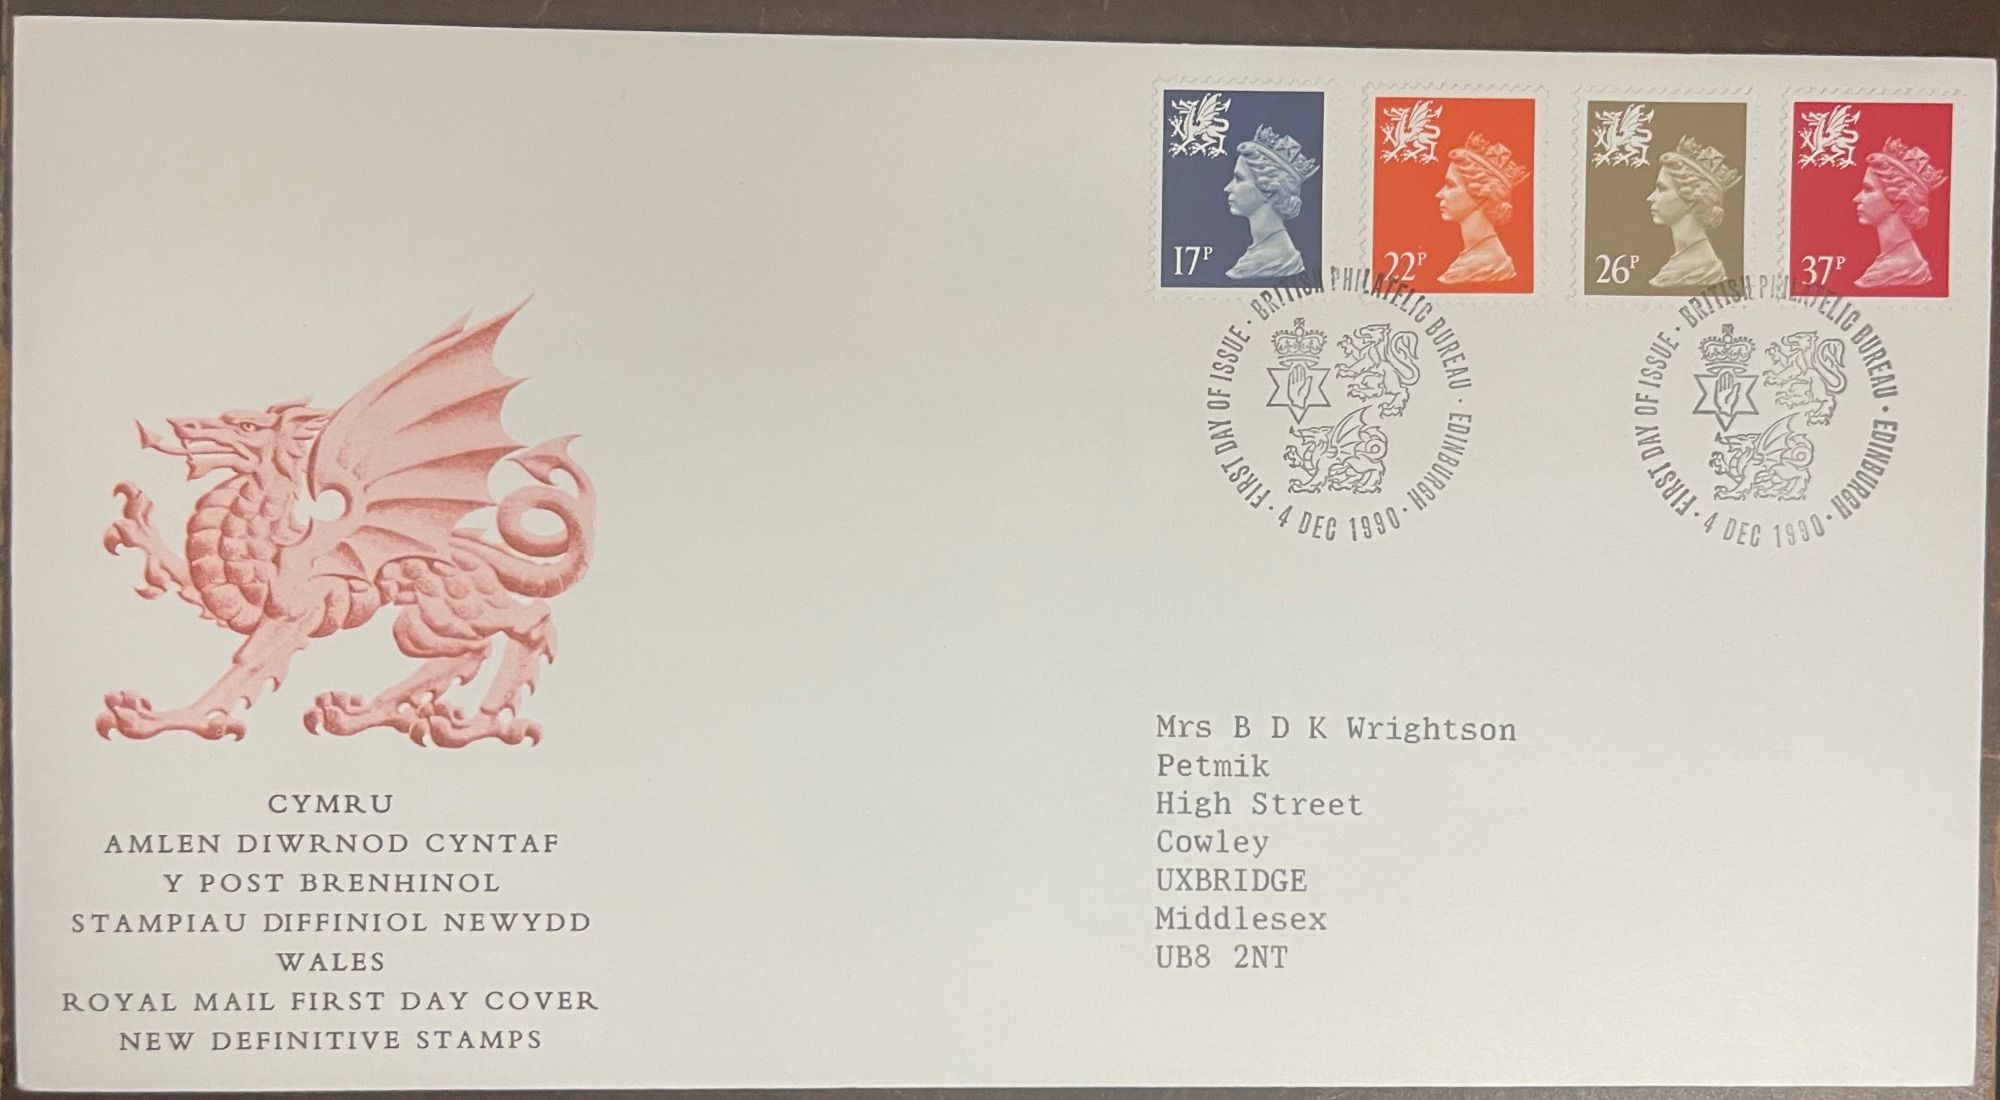 17P
22P
26P
37P
FIRST DAY OF ISSUE · BRITISH PHILATELIC BUREAU · EDINBURGH · 4 DEC 1990 ·
FIRST DAY OF ISSUE · BRITISH PHILATELIC BUREAU · EDINBURGH · 4 DEC 1990 ·
Mrs B D K Wrightson
Petmik
High Street
Cowley
UXBRIDGE
Middlesex
UB8 2NT
CYMRU
AMLEN DIWRNOD CYNTAF
Y POST BRENHINOL
STAMPIAU DIFFINIOL NEWYDD
WALES
ROYAL MAIL FIRST DAY COVER
NEW DEFINITIVE STAMPS